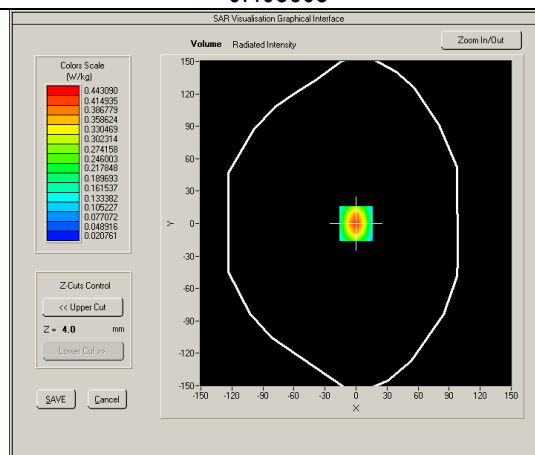 SAR Visualisation Graphical Interface
Volume Radiated Intensity
Zoom In/Out
Colors Scale
(W/kg)
0.443090
0.414935
0.386779
0.358624
0.330469
0.302314
0.274158
0.246003
0.217848
0.189693
0.161537
0.133382
0.105227
0.077072
0.048916
0.020761
Z-Cuts Control
<< Upper Cut
Z = 4.0 mm
Lower Cut >>
SAVE Cancel
150
120
90
60
30
0
-30
-60
-90
-120
-150
Y
-150 -120 -90 -60 -30 0 30 60 90 120 150
X